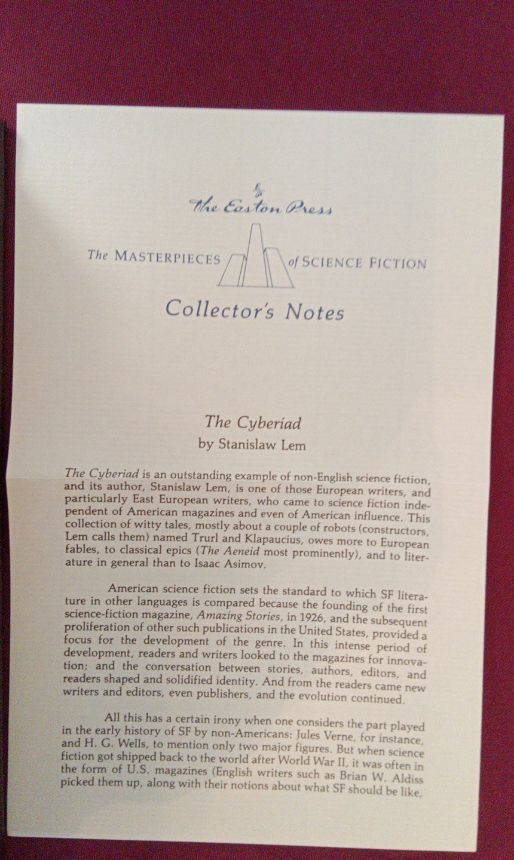 The Easton Press
The MASTERPIECES of SCIENCE FICTION
Collector's Notes
The Cyberiad
by Stanislaw Lem
The Cyberiad is an outstanding example of non-English science fiction,
and its author, Stanislaw Lem, is one of those European writers, and
particularly East European writers, who came to science fiction inde-
pendent of American magazines and even of American influence. This
collection of witty tales, mostly about a couple of robots (constructors,
Lem calls them) named Trurl and Klapaucius, owes more to European
fables, to classical epics (The Aeneid most prominently), and to liter-
ature in general than to Isaac Asimov.
American science fiction sets the standard to which SF litera-
ture in other languages is compared because the founding of the first
science-fiction magazine, Amazing Stories, in 1926, and the subsequent
proliferation of other such publications in the United States, provided a
focus for the development of the genre. In this intense period of
development, readers and writers looked to the magazines for innova-
tion; and the conversation between stories, authors, editors, and
readers shaped and solidified identity. And from the readers came new
writers and editors, even publishers, and the evolution continued.
All this has a certain irony when one considers the part played
in the early history of SF by non-Americans: Jules Verne, for instance,
and H. G. Wells, to mention only two major figures. But when science
fiction got shipped back to the world after World War II, it was often in
the form of U.S. magazines (English writers such as Brian W. Aldiss
picked them up, along with their notions about what SF should be like,